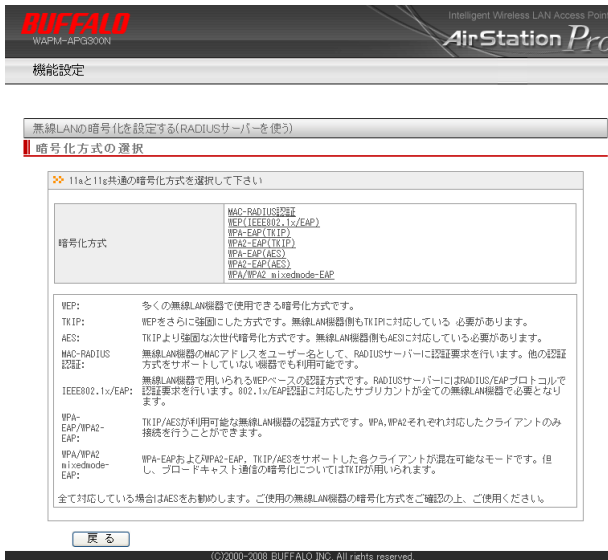 BUFFALO
WAPM-APG300N
Intelligent Wireless LAN Access Poin
AirStation Pro
機能設定
無線LANの暗号化を設定する(RADIUSサーバーを使う)
暗号化方式の選択
11aと11g共通の暗号化方式を選択して下さい
暗号化方式
MAC-RADIUS認証
WEP(IEEE802.1x/EAP)
WPA-EAP(TKIP)
WPA2-EAP(TKIP)
WPA-EAP(AES)
WPA2-EAP(AES)
WPA/WPA2 mixedmode-EAP
WEP: 多くの無線LAN機器で使用できる暗号化方式です。
TKIP: WEPをさらに強固にした方式です。無線LAN機器側もTKIPに対応している 必要があります。
AES: TKIPより強固な次世代暗号化方式です。無線LAN機器側もAESに対応している必要があります。
MAC-RADIUS認証: 無線LAN機器のMACアドレスをユーザー名として、RADIUSサーバーに認証要求を行います。他の認証
方式をサポートしていない機器でも利用可能です。
IEEE802.1x/EAP: 無線LAN機器で用いられるWEPベースの認証方式です。RADIUSサーバーにはRADIUS/EAPプロトコルで
認証要求を行います。802.1x/EAP認証に対応したサプリカントが全ての無線LAN機器で必要となり
ます。
WPA-EAP/WPA2-EAP: TKIP/AESが利用可能な無線LAN機器の認証方式です。WPA,WPA2それぞれ対応したクライアントのみ
接続を行うことができます。
WPA/WPA2 mixedmode-EAP: WPA-EAPおよびWPA2-EAP, TKIP/AESをサポートした各クライアントが混在可能なモードです。但
し、ブロードキャスト通信の暗号化についてはTKIPが用いられます。
全て対応している場合はAESをお勧めします。ご使用の無線LAN機器の暗号化方式をご確認の上、ご使用ください。
戻る
(C)2000-2008 BUFFALO INC. All rights reserved.